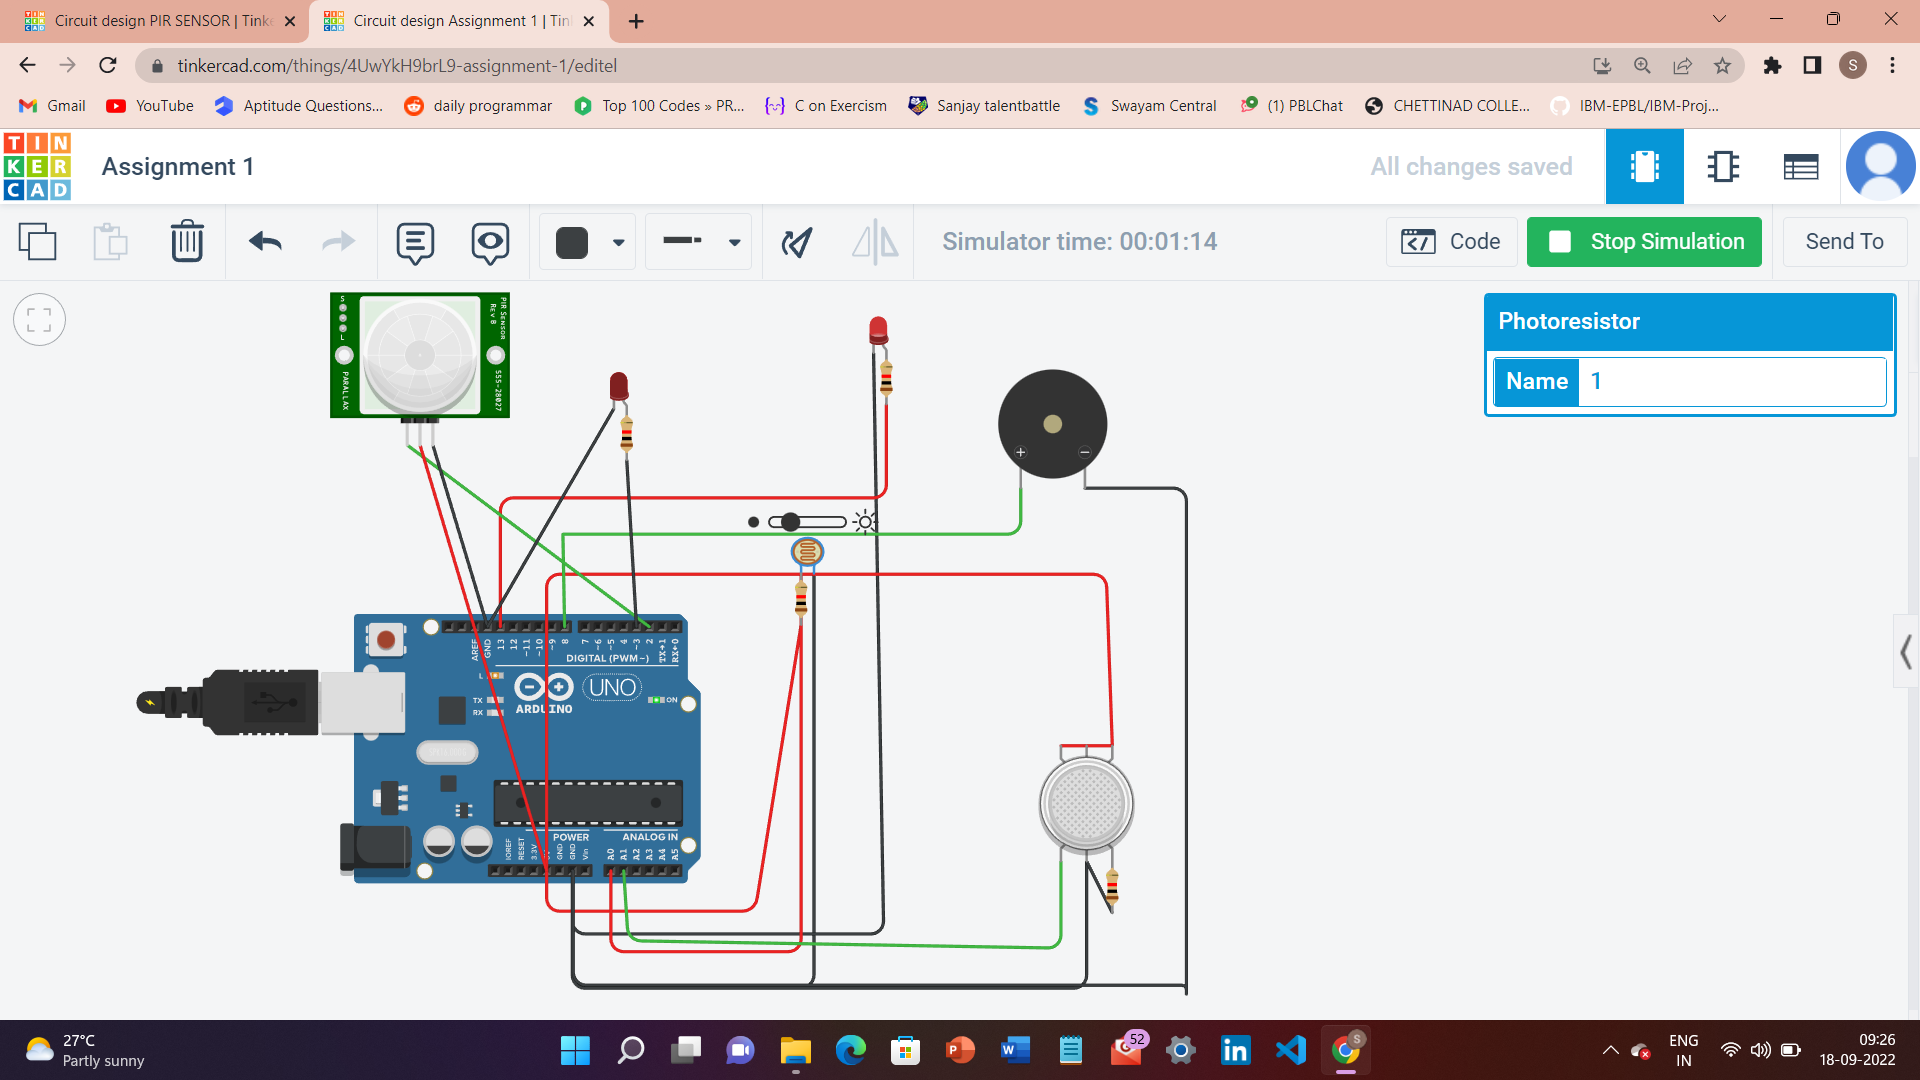 Circuit design PIR SENSOR | Tinke
Circuit design Assignment 1 | Tin
tinkercad.com/things/4UwYkH9brL9-assignment-1/editel
S
Gmail
YouTube
Aptitude Questions...
daily programmar
Top 100 Codes » PR...
C on Exercism
Sanjay talentbattle
Swayam Central
(1) PBLChat
CHETTINAD COLLE...
IBM-EPBL/IBM-Proj...
TIN
KER
CAD
Assignment 1
All changes saved
Simulator time: 00:01:14
Code
Stop Simulation
Send To
Photoresistor
Name 1
S
L
PARALLAX
PIR SENSOR
REV B
555-28027
+ −
AREF GND 13 12 ~11 ~10 ~9 8 7 ~6 ~5 4 ~3 2 TX→1 RX←0
DIGITAL (PWM~)
L
TX
RX
UNO
ON
ARDUINO
POWER
ANALOG IN
IOREF RESET 3.3V GND GND Vin A0 A1 A2 A3 A4 A5
27°C
Partly sunny
52
S
ENG
IN
09:26
18-09-2022